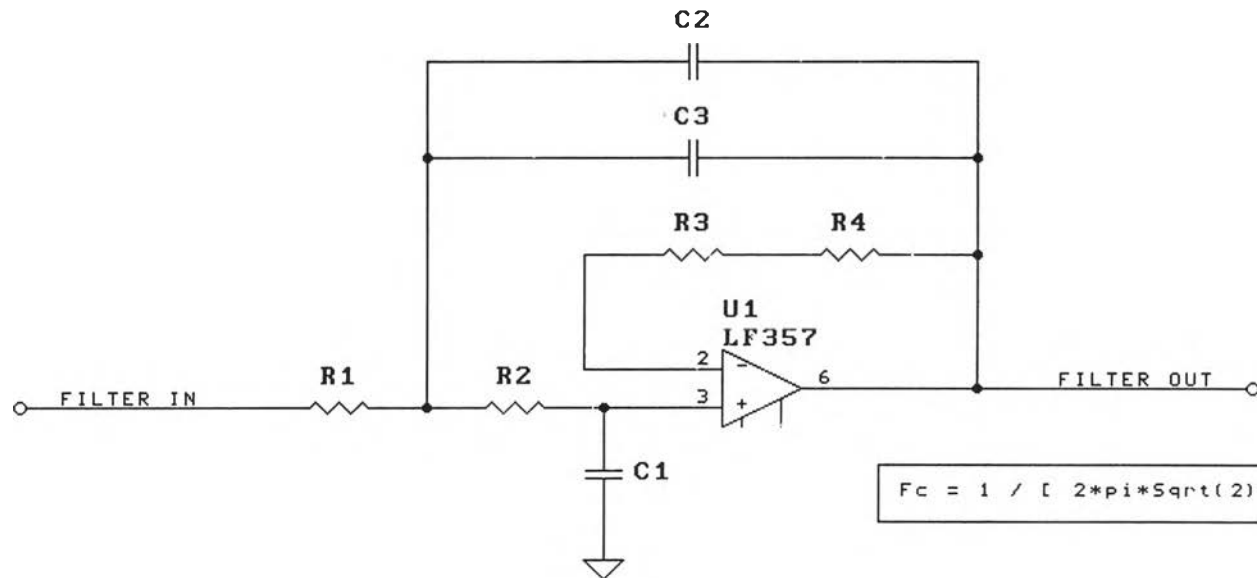 C2
C3
R3 R4
U1
LF357
2
6
R1 R2
3
FILTER IN
FILTER OUT
C1
Fc = 1 / [ 2*pi*Sqrt(2)